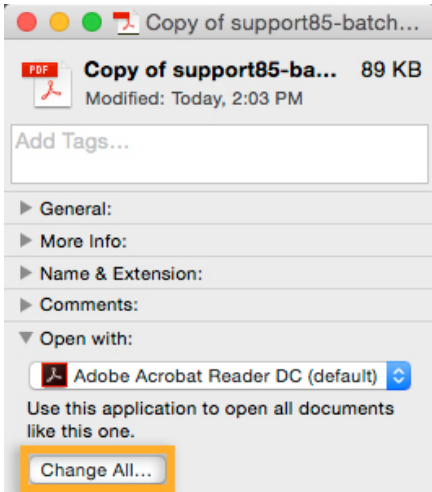 Copy of support85-batch...
PDF Copy of support85-ba... 89 KB
Modified: Today, 2:03 PM
Add Tags...
General:
More Info:
Name & Extension:
Comments:
Open with:
Adobe Acrobat Reader DC (default)
Use this application to open all documents
like this one.
Change All...